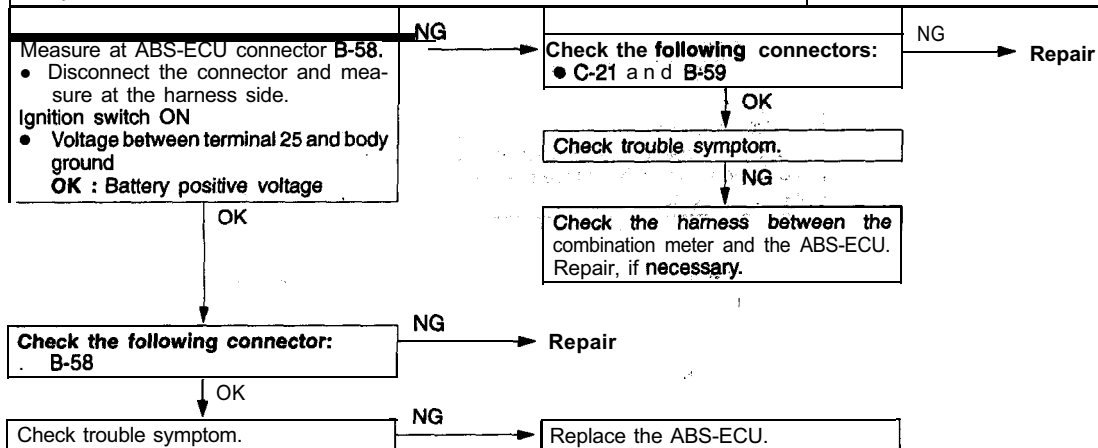 NG
Measure at ABS-ECU connector B-58.
● Disconnect the connector and mea-
sure at the harness side.
Ignition switch ON
● Voltage between terminal 25 and body
ground
OK : Battery positive voltage
Check the following connectors:
● C-21 and B-59
NG
Repair
OK
Check trouble symptom.
NG
Check the harness between the
combination meter and the ABS-ECU.
Repair, if necessary.
OK
Check the following connector:
. B-58
NG
Repair
OK
Check trouble symptom.
NG
Replace the ABS-ECU.